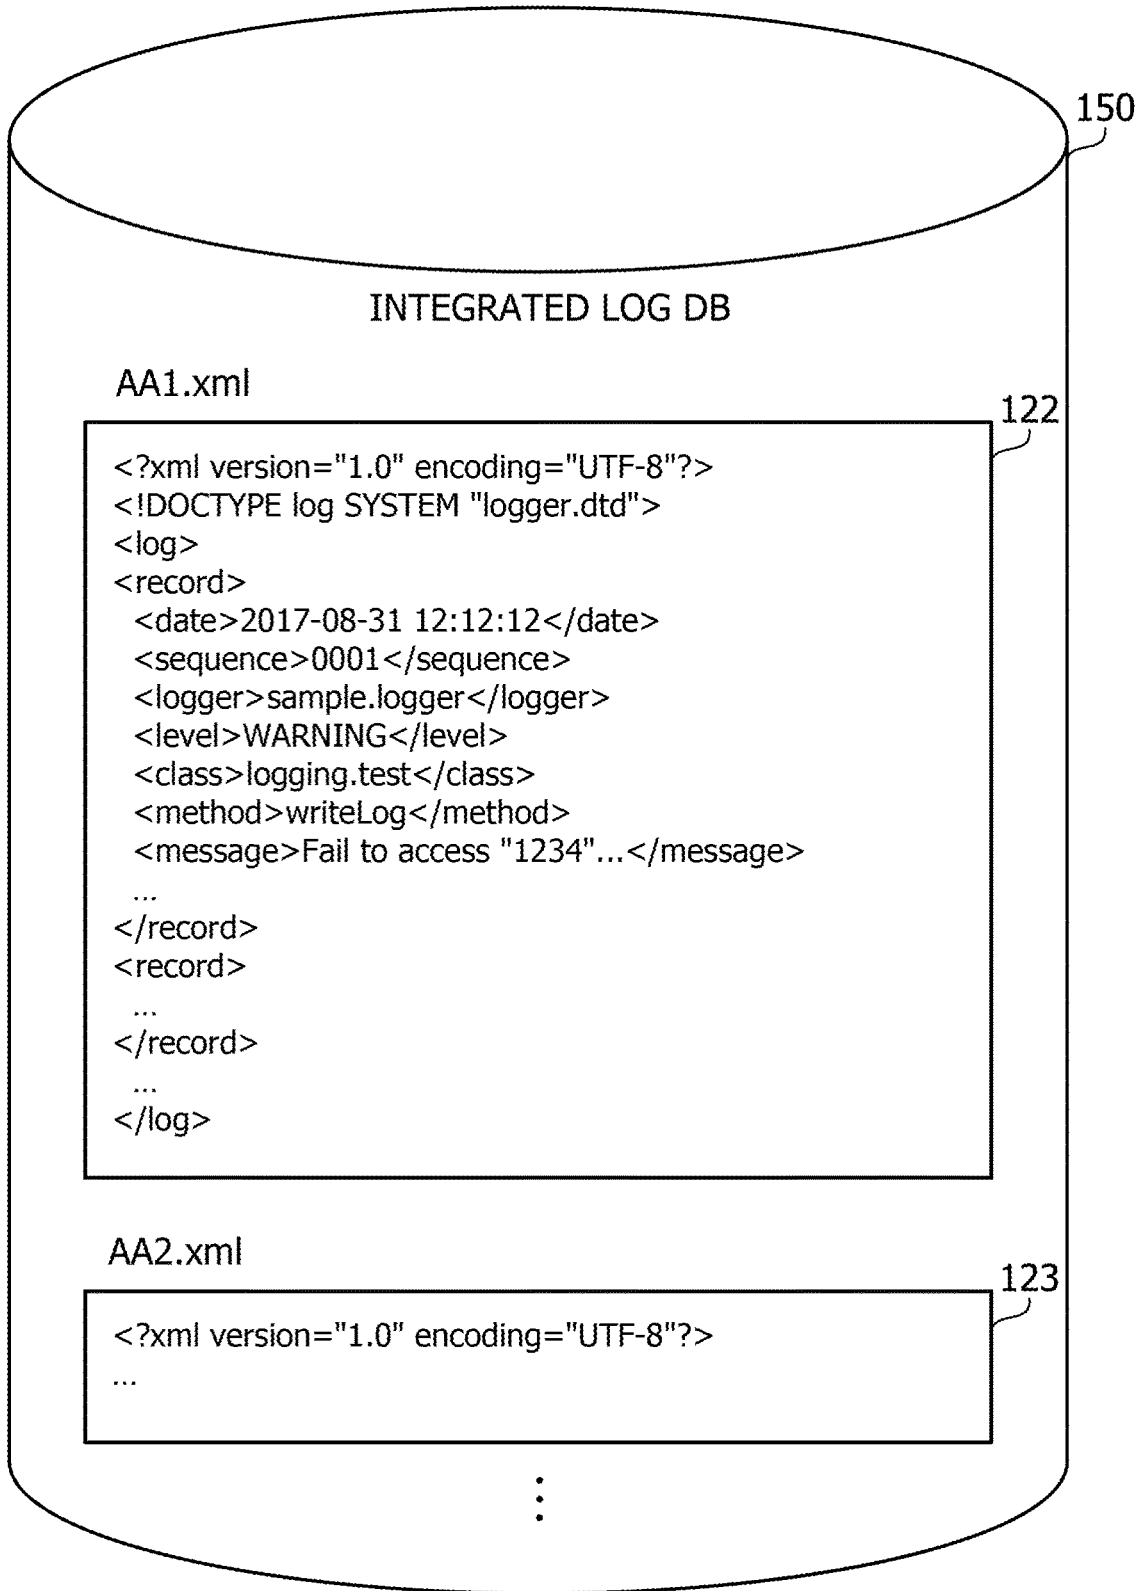 150
INTEGRATED LOG DB
AA1.xml
122
<?xml version="1.0" encoding="UTF-8"?>
<!DOCTYPE log SYSTEM "logger.dtd">
<log>
<record>
<date>2017-08-31 12:12:12</date>
<sequence>0001</sequence>
<logger>sample.logger</logger>
<level>WARNING</level>
<class>logging.test</class>
<method>writeLog</method>
<message>Fail to access "1234"...</message>
...
</record>
<record>
...
</record>
...
</log>
AA2.xml
123
<?xml version="1.0" encoding="UTF-8"?>
...